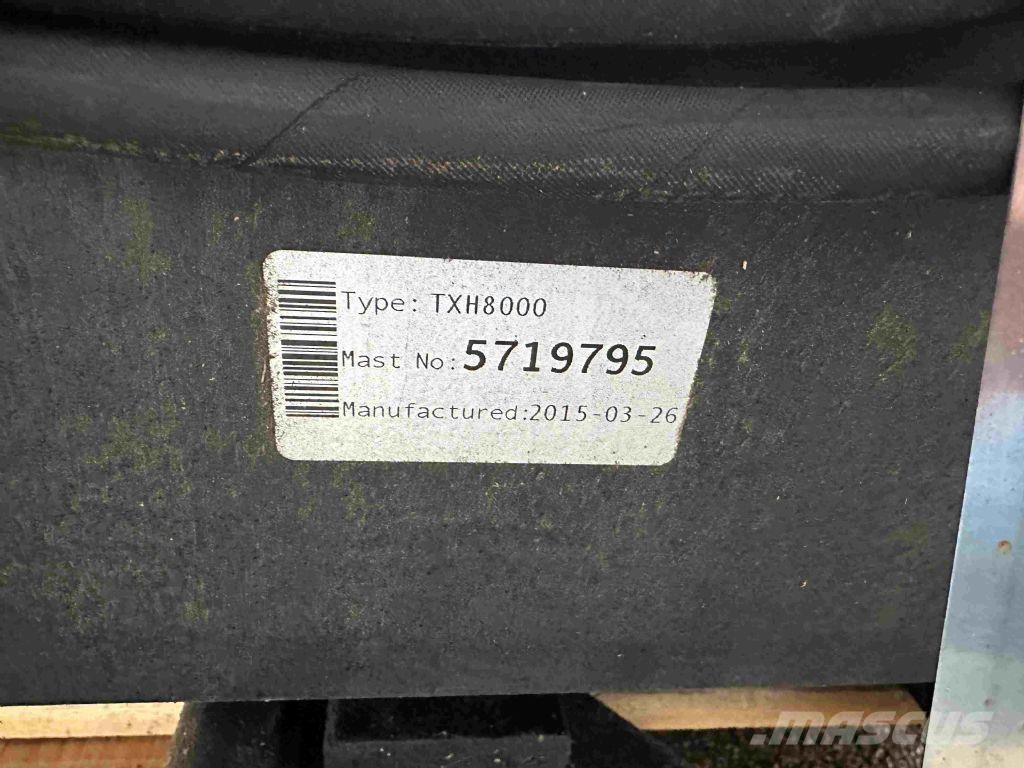 Type: TXH8000
Mast No: 5719795
Manufactured:2015-03-26
mascus